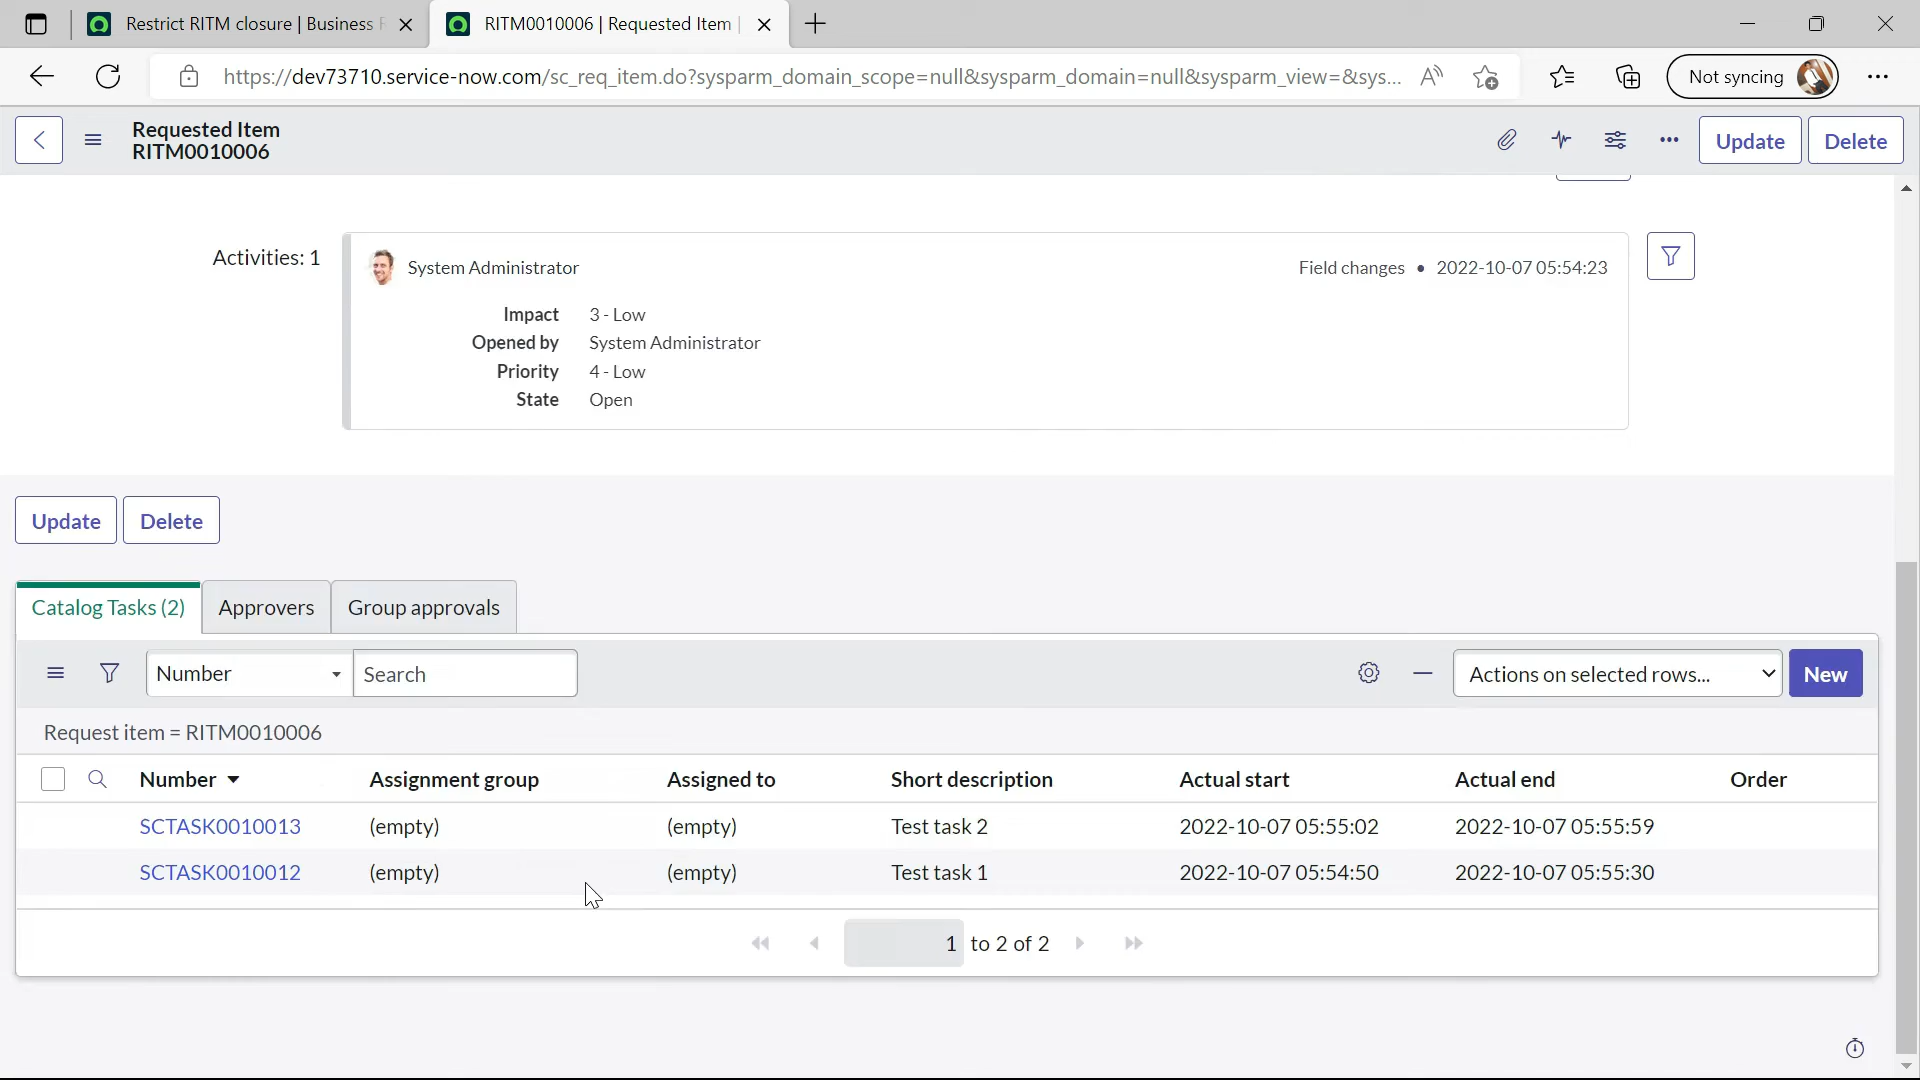 Restrict RITM closure | Business
RITM0010006 | Requested Item |
https://dev73710.service-now.com/sc_req_item.do?sysparm_domain_scope=null&sysparm_domain=null&sysparm_view=&sys...
Not syncing
Requested Item
RITM0010006
Update
Delete
Activities: 1
System Administrator
Field changes • 2022-10-07 05:54:23
Impact 3 - Low
Opened by System Administrator
Priority 4 - Low
State Open
Update
Delete
Catalog Tasks (2)
Approvers
Group approvals
Number
Search
Actions on selected rows...
New
Request item = RITM0010006
Number Assignment group Assigned to Short description Actual start Actual end Order
SCTASK0010013 (empty) (empty) Test task 2 2022-10-07 05:55:02 2022-10-07 05:55:59
SCTASK0010012 (empty) (empty) Test task 1 2022-10-07 05:54:50 2022-10-07 05:55:30
1 to 2 of 2